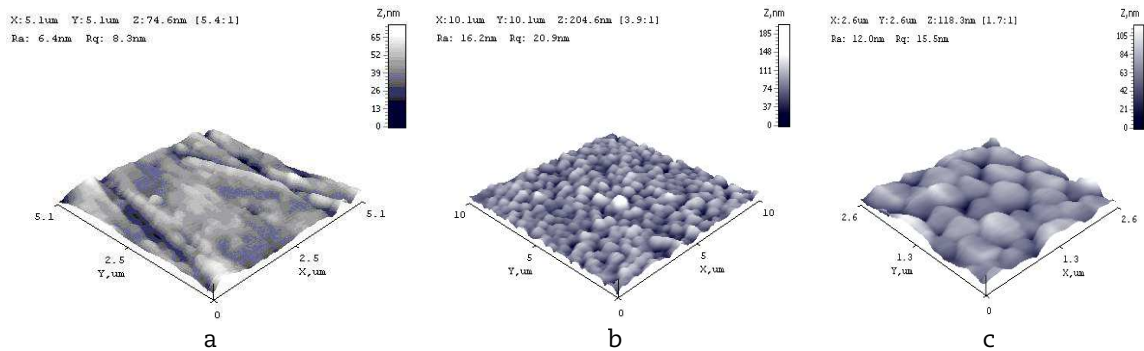 X:5.1um Y:5.1um Z:74.6nm [5.4:1]
Ra: 6.4nm Rq: 8.3nm
Z,nm
65
52
39
26
13
0
5.1
2.5
Y,um
0
X,um
2.5
5.1
a
X:10.1um Y:10.1um Z:204.6nm [3.9:1]
Ra: 16.2nm Rq: 20.9nm
Z,nm
185
148
111
74
37
0
10
5
Y,um
0
X,um
5
10
b
X:2.6um Y:2.6um Z:118.3nm [1.7:1]
Ra: 12.0nm Rq: 15.5nm
Z,nm
105
84
63
42
21
0
2.6
1.3
Y,um
0
X,um
1.3
2.6
c